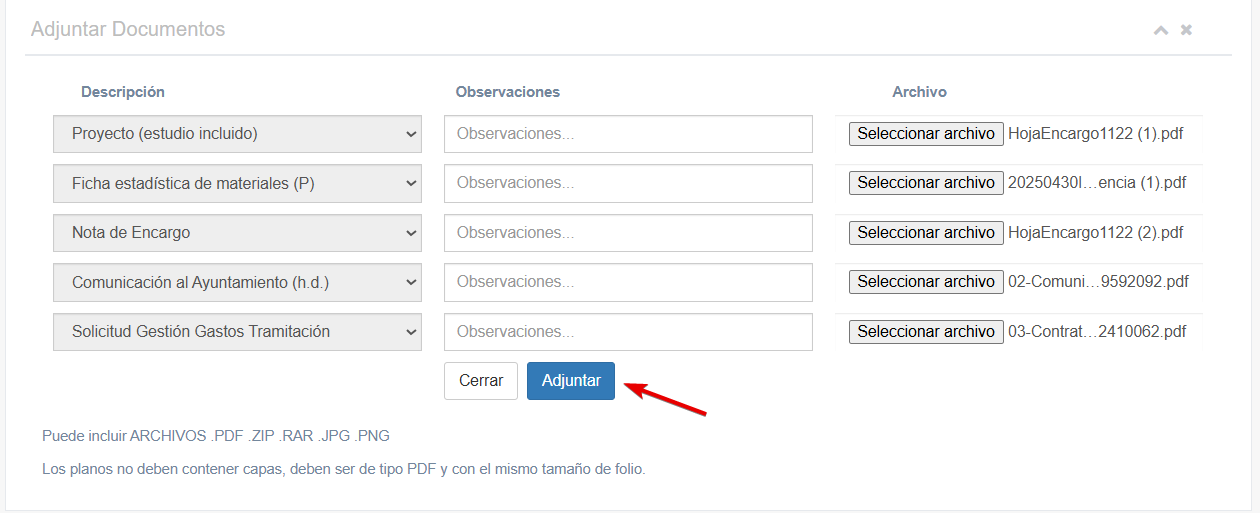 Adjuntar Documentos
Descripción Observaciones Archivo
Proyecto (estudio incluido) Observaciones... Seleccionar archivo HojaEncargo1122 (1).pdf
Ficha estadística de materiales (P) Observaciones... Seleccionar archivo 20250430I...encia (1).pdf
Nota de Encargo Observaciones... Seleccionar archivo HojaEncargo1122 (2).pdf
Comunicación al Ayuntamiento (h.d.) Observaciones... Seleccionar archivo 02-Comuni...9592092.pdf
Solicitud Gestión Gastos Tramitación Observaciones... Seleccionar archivo 03-Contrat...2410062.pdf
Cerrar Adjuntar
Puede incluir ARCHIVOS .PDF .ZIP .RAR .JPG .PNG
Los planos no deben contener capas, deben ser de tipo PDF y con el mismo tamaño de folio.